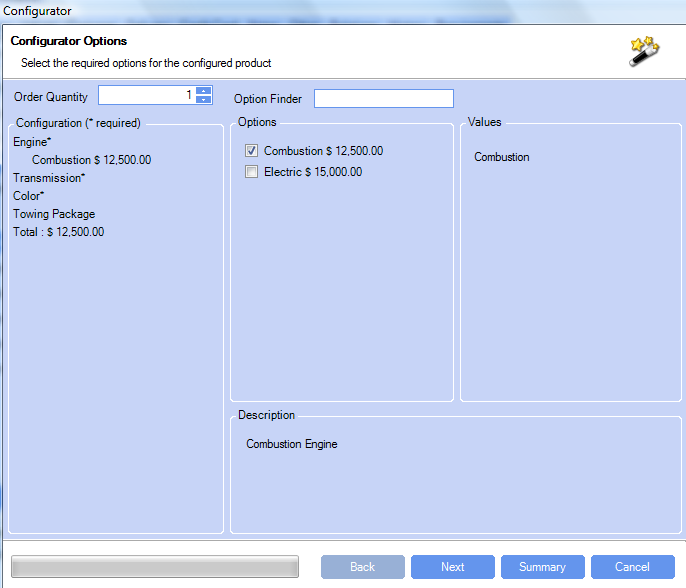 Configurator
Configurator Options
Select the required options for the configured product
Order Quantity 1 Option Finder
Configuration (* required)
Engine*
Combustion $ 12,500.00
Transmission*
Color*
Towing Package
Total : $ 12,500.00
Options
Combustion $ 12,500.00
Electric $ 15,000.00
Values
Combustion
Description
Combustion Engine
Back Next Summary Cancel